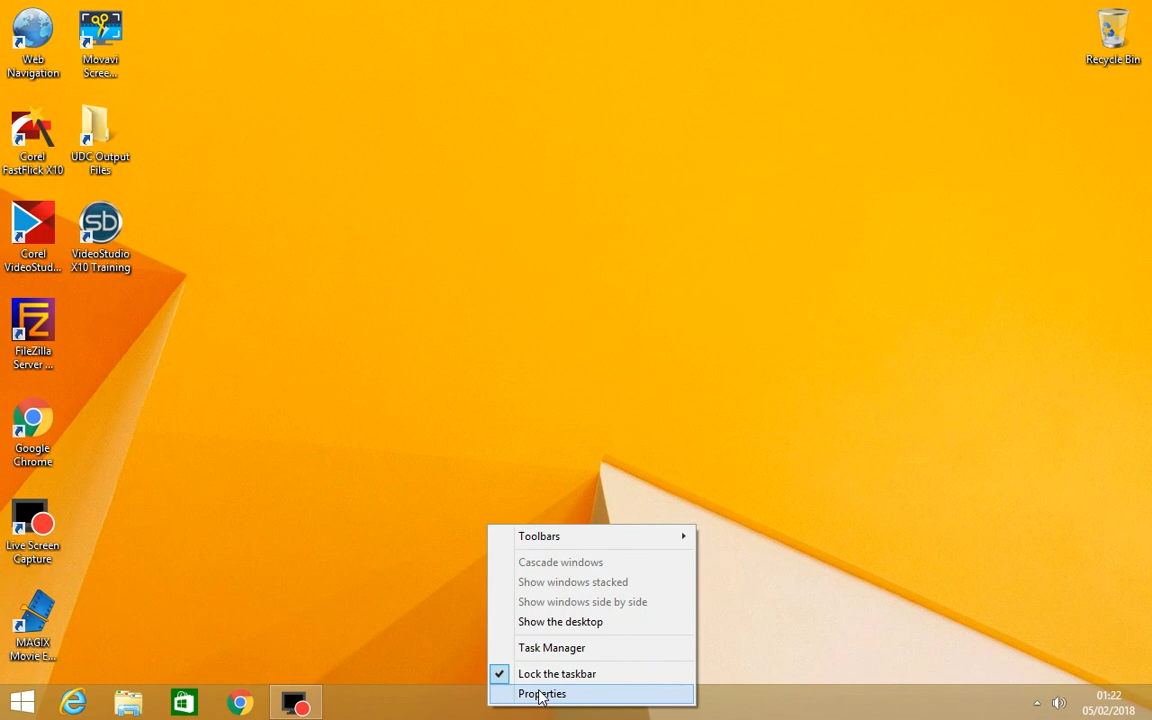 Web
Navigation
Movavi
Scree...
Recycle Bin
Corel
FastFlick X10
UDC Output
Files
Corel
VideoStud...
VideoStudio
X10 Training
FileZilla
Server ...
Google
Chrome
Live Screen
Capture
MAGIX
Movie E...
Toolbars
Cascade windows
Show windows stacked
Show windows side by side
Show the desktop
Task Manager
Lock the taskbar
Properties
01:22
05/02/2018